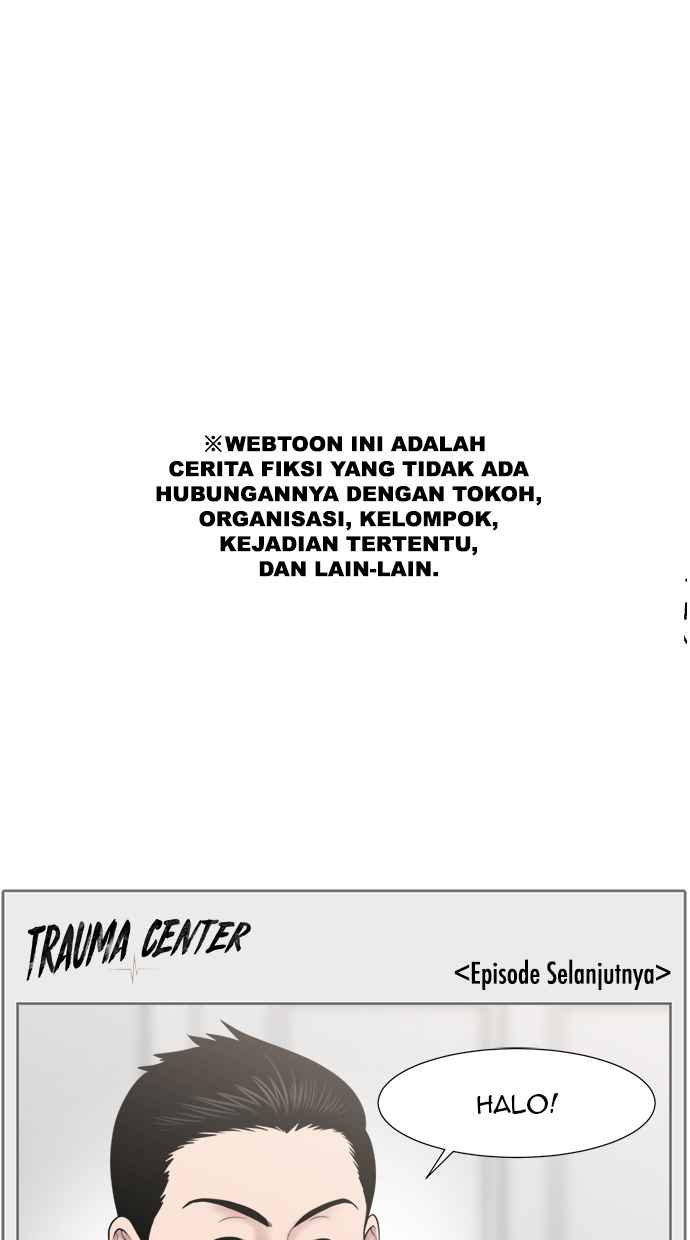 ※WEBTOON INI ADALAH
CERITA FIKSI YANG TIDAK ADA
HUBUNGANNYA DENGAN TOKOH,
ORGANISASI, KELOMPOK,
KEJADIAN TERTENTU,
DAN LAIN-LAIN.
TRAUMA CENTER
<Episode Selanjutnya>
HALO!